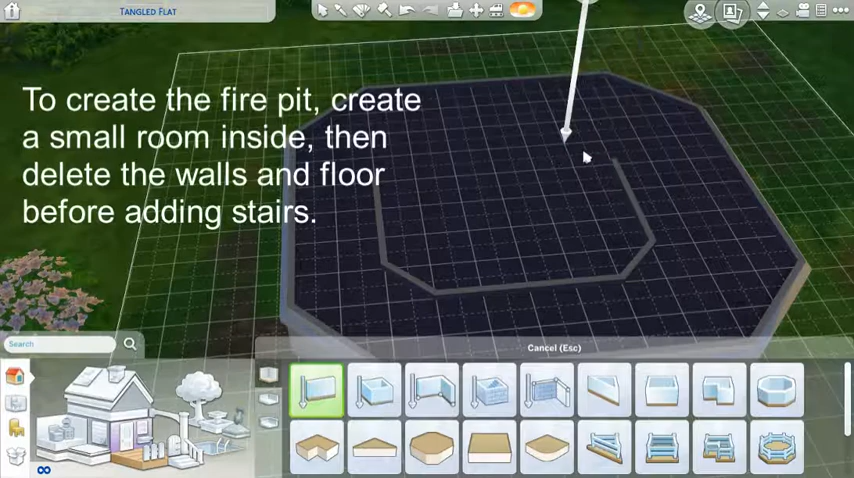 TANGLED FLAT
To create the fire pit, create
a small room inside, then
delete the walls and floor
before adding stairs.
Search
Cancel (Esc)